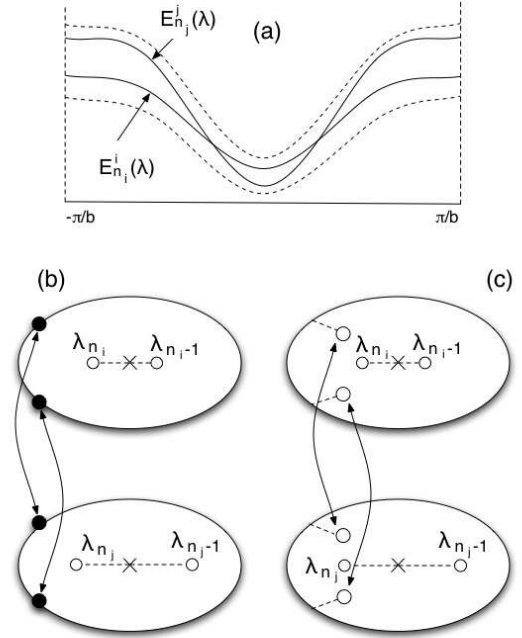 E^j_{n_j}(λ)
(a)
E^i_{n_i}(λ)
-π/b
π/b
(b)
(c)
λ_{n_i}
λ_{n_i-1}
λ_{n_i}
λ_{n_i-1}
λ_{n_j}
λ_{n_j-1}
λ_{n_j}
λ_{n_j-1}